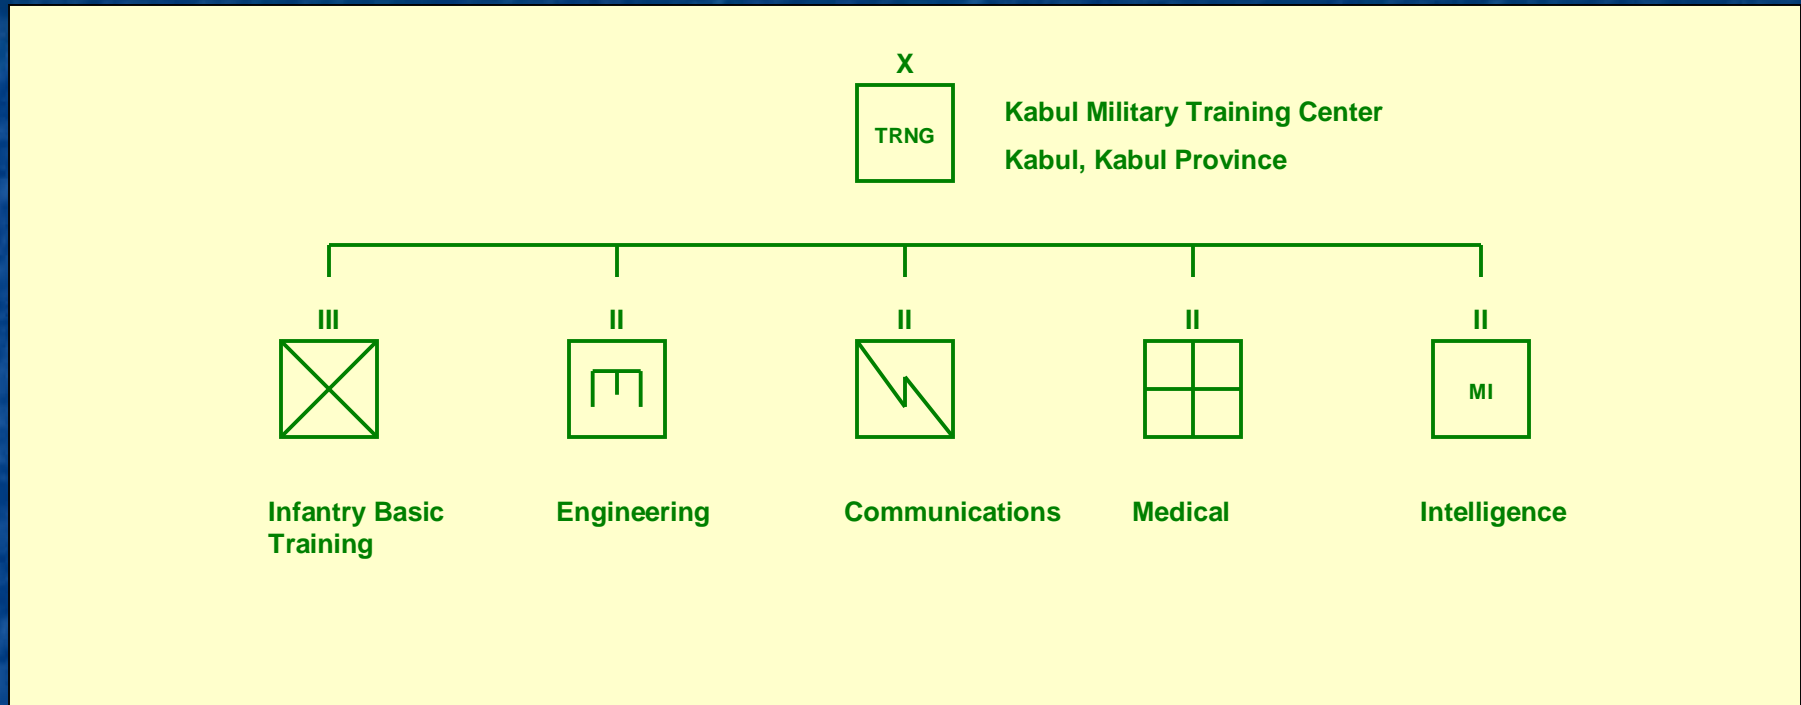 X
TRNG
Kabul Military Training Center
Kabul, Kabul Province
III
II
II
II
II
MI
Infantry Basic
Training
Engineering
Communications
Medical
Intelligence